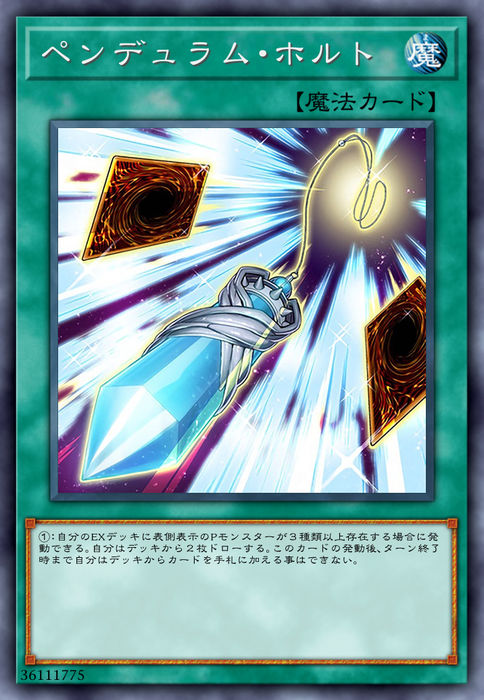 ペンデュラム・ホルト
魔
【魔法カード】
①：自分のEXデッキに表側表示のPモンスターが３種類以上存在する場合に発
動できる。自分はデッキから２枚ドローする。このカードの発動後、ターン終了
時まで自分はデッキからカードを手札に加える事はできない。
36111775